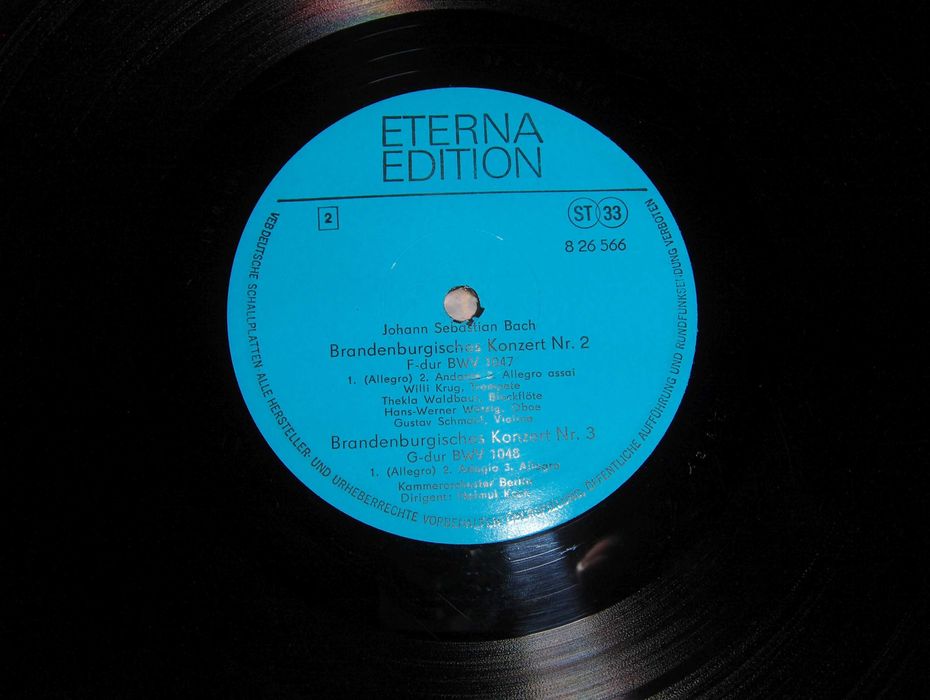 ETERNA
EDITION
2
ST 33
8 26 566
Johann Sebastian Bach
Brandenburgisches Konzert Nr. 2
F-dur BWV 1047
1. (Allegro) 2. Andante 3. Allegro assai
Willi Krug, Trompete
Thekla Waldbaur, Blockflöte
Hans-Werner Wätzig, Oboe
Gustav Schmahl, Violine
Brandenburgisches Konzert Nr. 3
G-dur BWV 1048
1. (Allegro) 2. Adagio 3. Allegro
Kammerorchester Berlin
Dirigent: Helmut Koch
VEB DEUTSCHE SCHALLPLATTEN · ALLE HERSTELLER- UND URHEBERRECHTE VORBEHALTEN ÖFFENTLICHE AUFFÜHRUNG UND RUNDFUNKSENDUNG VERBOTEN